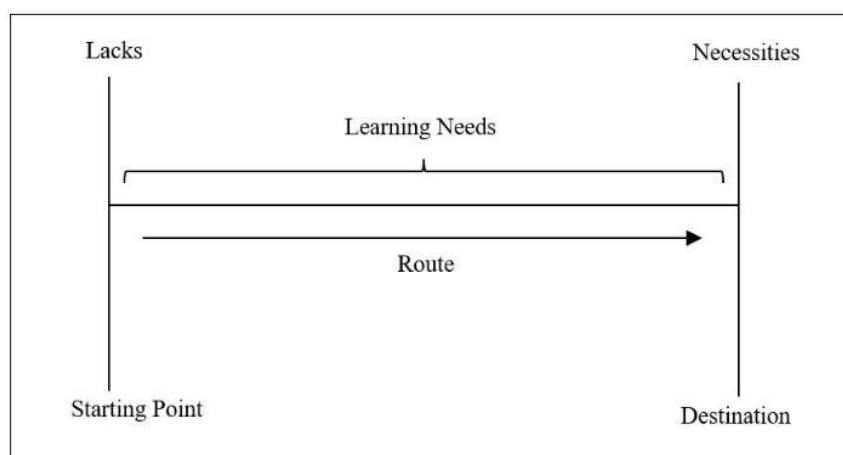 Lacks
Necessities
Learning Needs
Route
Starting Point
Destination